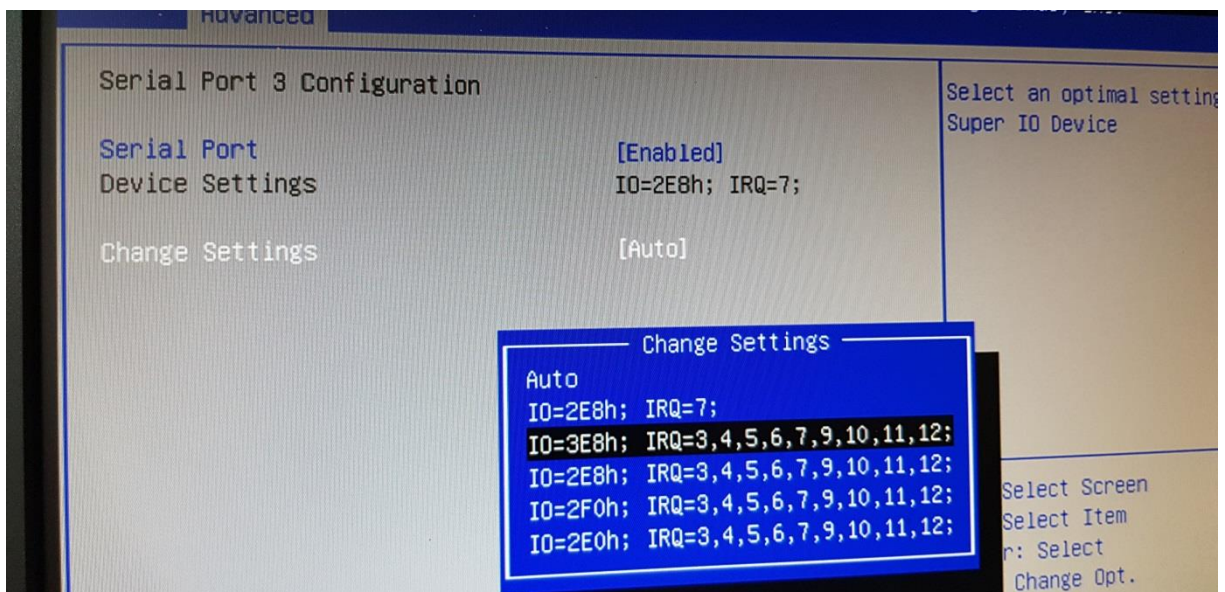 Advanced
Serial Port 3 Configuration
Serial Port [Enabled]
Device Settings IO=2E8h; IRQ=7;
Change Settings [Auto]
Select an optimal setting
Super IO Device
Change Settings
Auto
IO=2E8h; IRQ=7;
IO=3E8h; IRQ=3,4,5,6,7,9,10,11,12;
IO=2E8h; IRQ=3,4,5,6,7,9,10,11,12;
IO=2F0h; IRQ=3,4,5,6,7,9,10,11,12;
IO=2E0h; IRQ=3,4,5,6,7,9,10,11,12;
Select Screen
Select Item
r: Select
Change Opt.